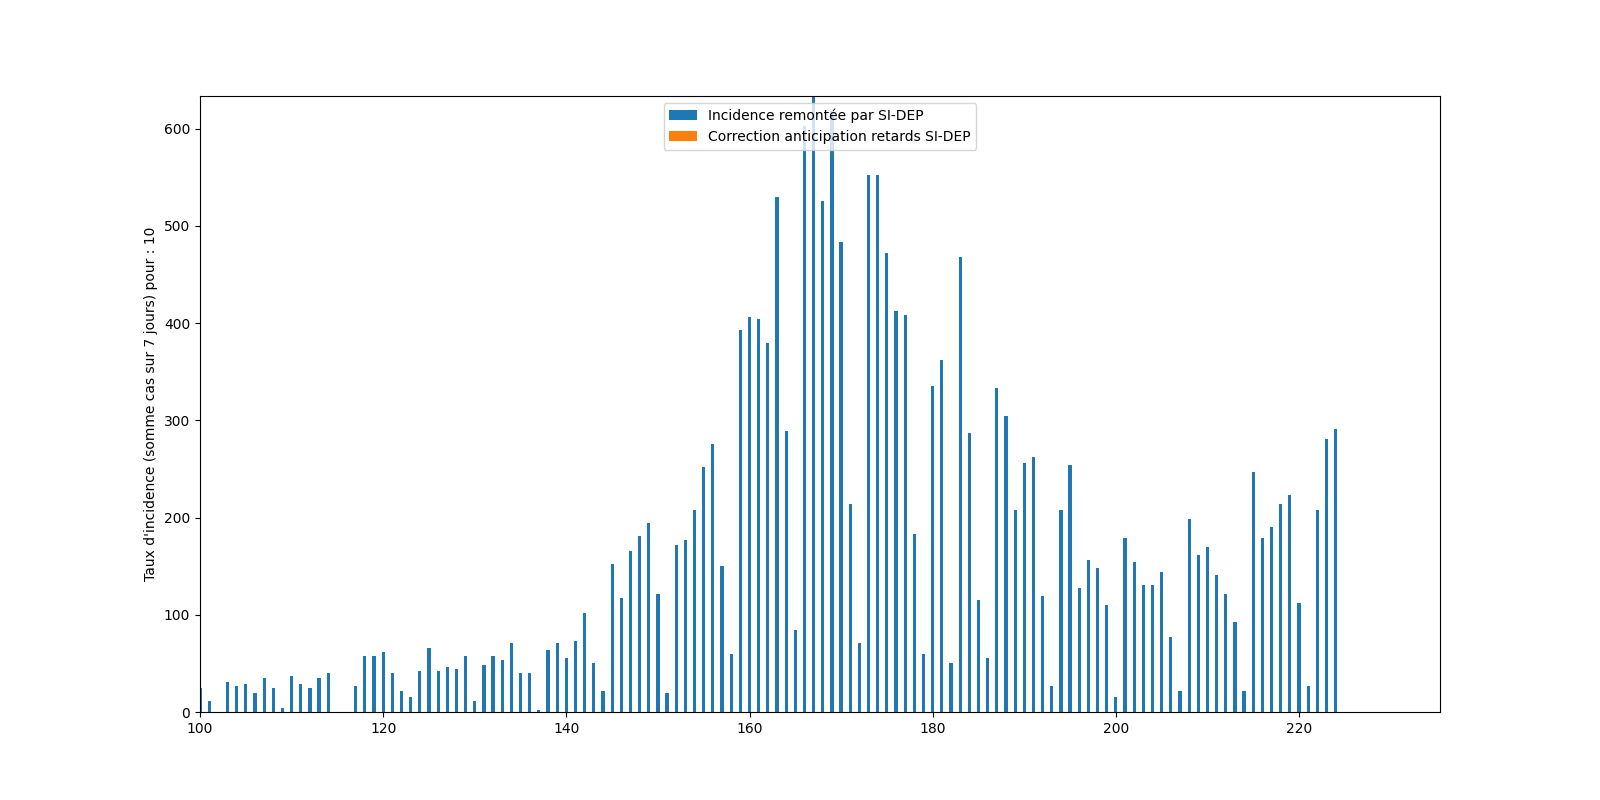 Incidence remontée par SI-DEP
Correction anticipation retards SI-DEP
Taux d'incidence (somme cas sur 7 jours) pour : 10
600
500
400
300
200
100
0
100 120 140 160 180 200 220